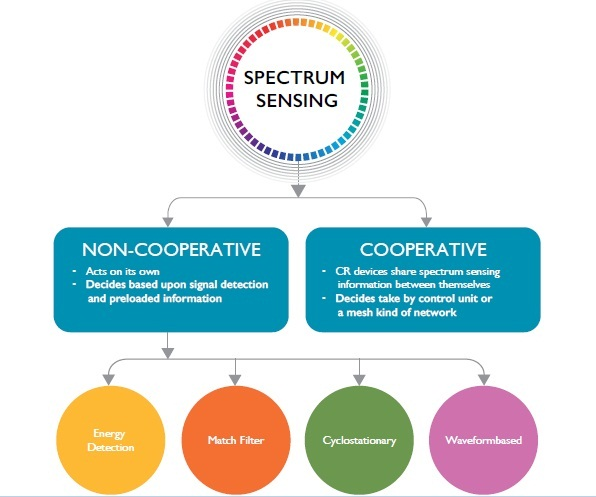 SPECTRUM
SENSING
NON-COOPERATIVE
- Acts on its own
- Decides based upon signal detection
and preloaded information
COOPERATIVE
- CR devices share spectrum sensing
information between themselves
- Decides take by control unit or
a mesh kind of network
Energy
Detection
Match Filter
Cyclostationary
Waveformbased